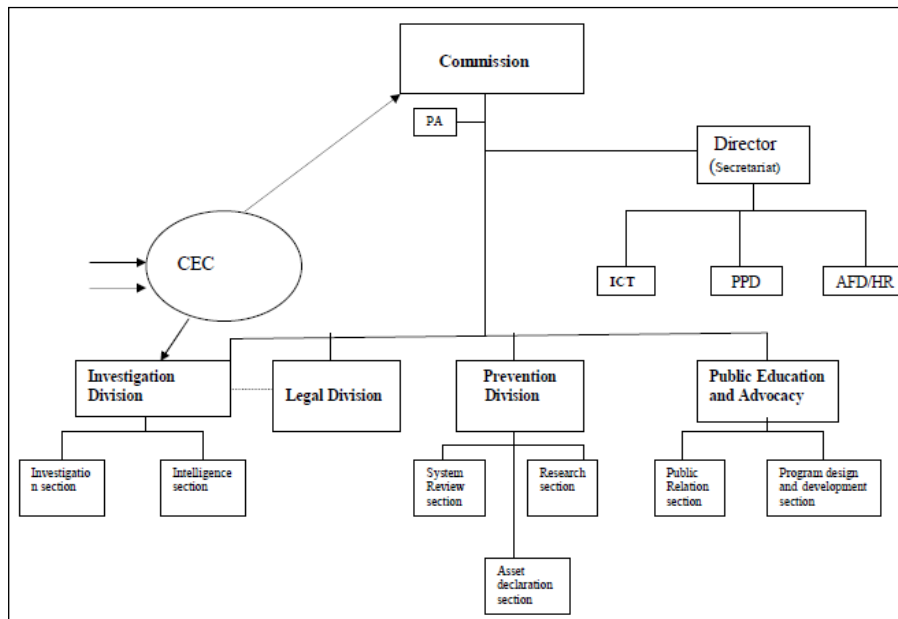 Commission
PA
Director
(Secretariat)
CEC
ICT
PPD
AFD/HR
Investigation
Division
Legal Division
Prevention
Division
Public Education
and Advocacy
Investigatio
n section
Intelligence
section
System
Review
section
Research
section
Public
Relation
section
Program design
and development
section
Asset
declaration
section